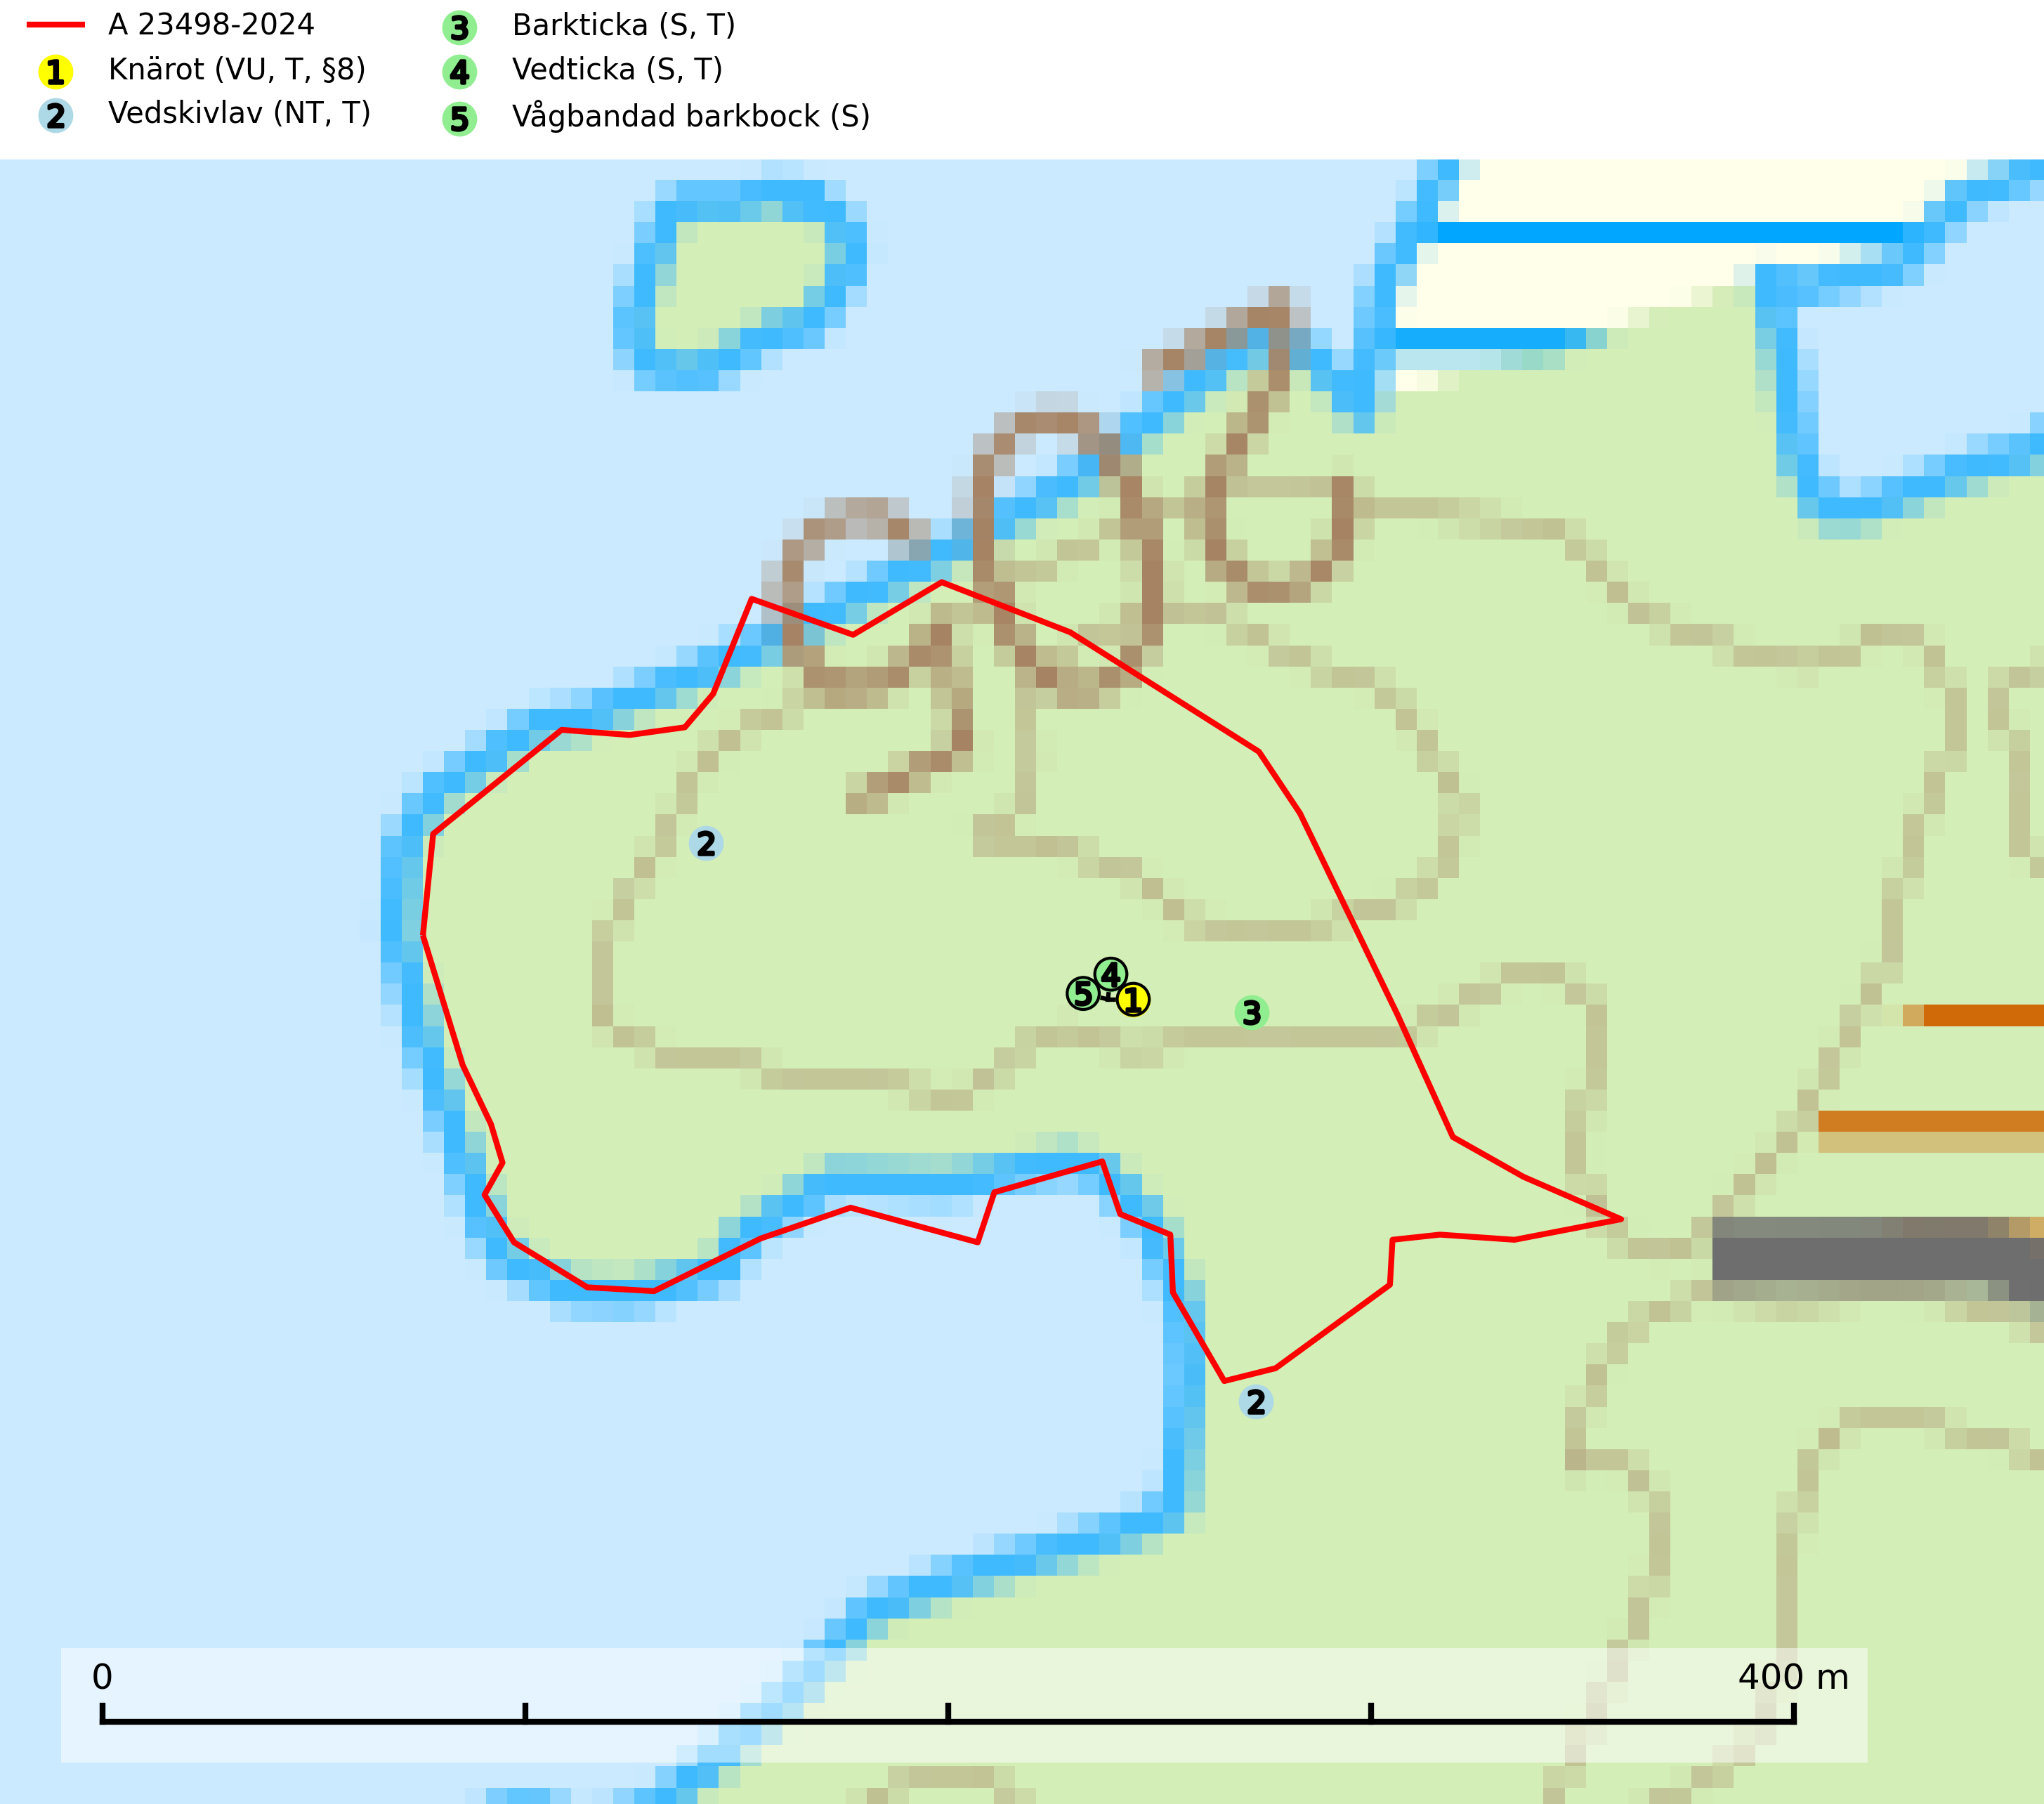 A 23498-2024
1 Knärot (VU, T, §8)
2 Vedskivlav (NT, T)
3 Barkticka (S, T)
4 Vedticka (S, T)
5 Vågbandad barkbock (S)
2
4
5 1
3
2
0 400 m